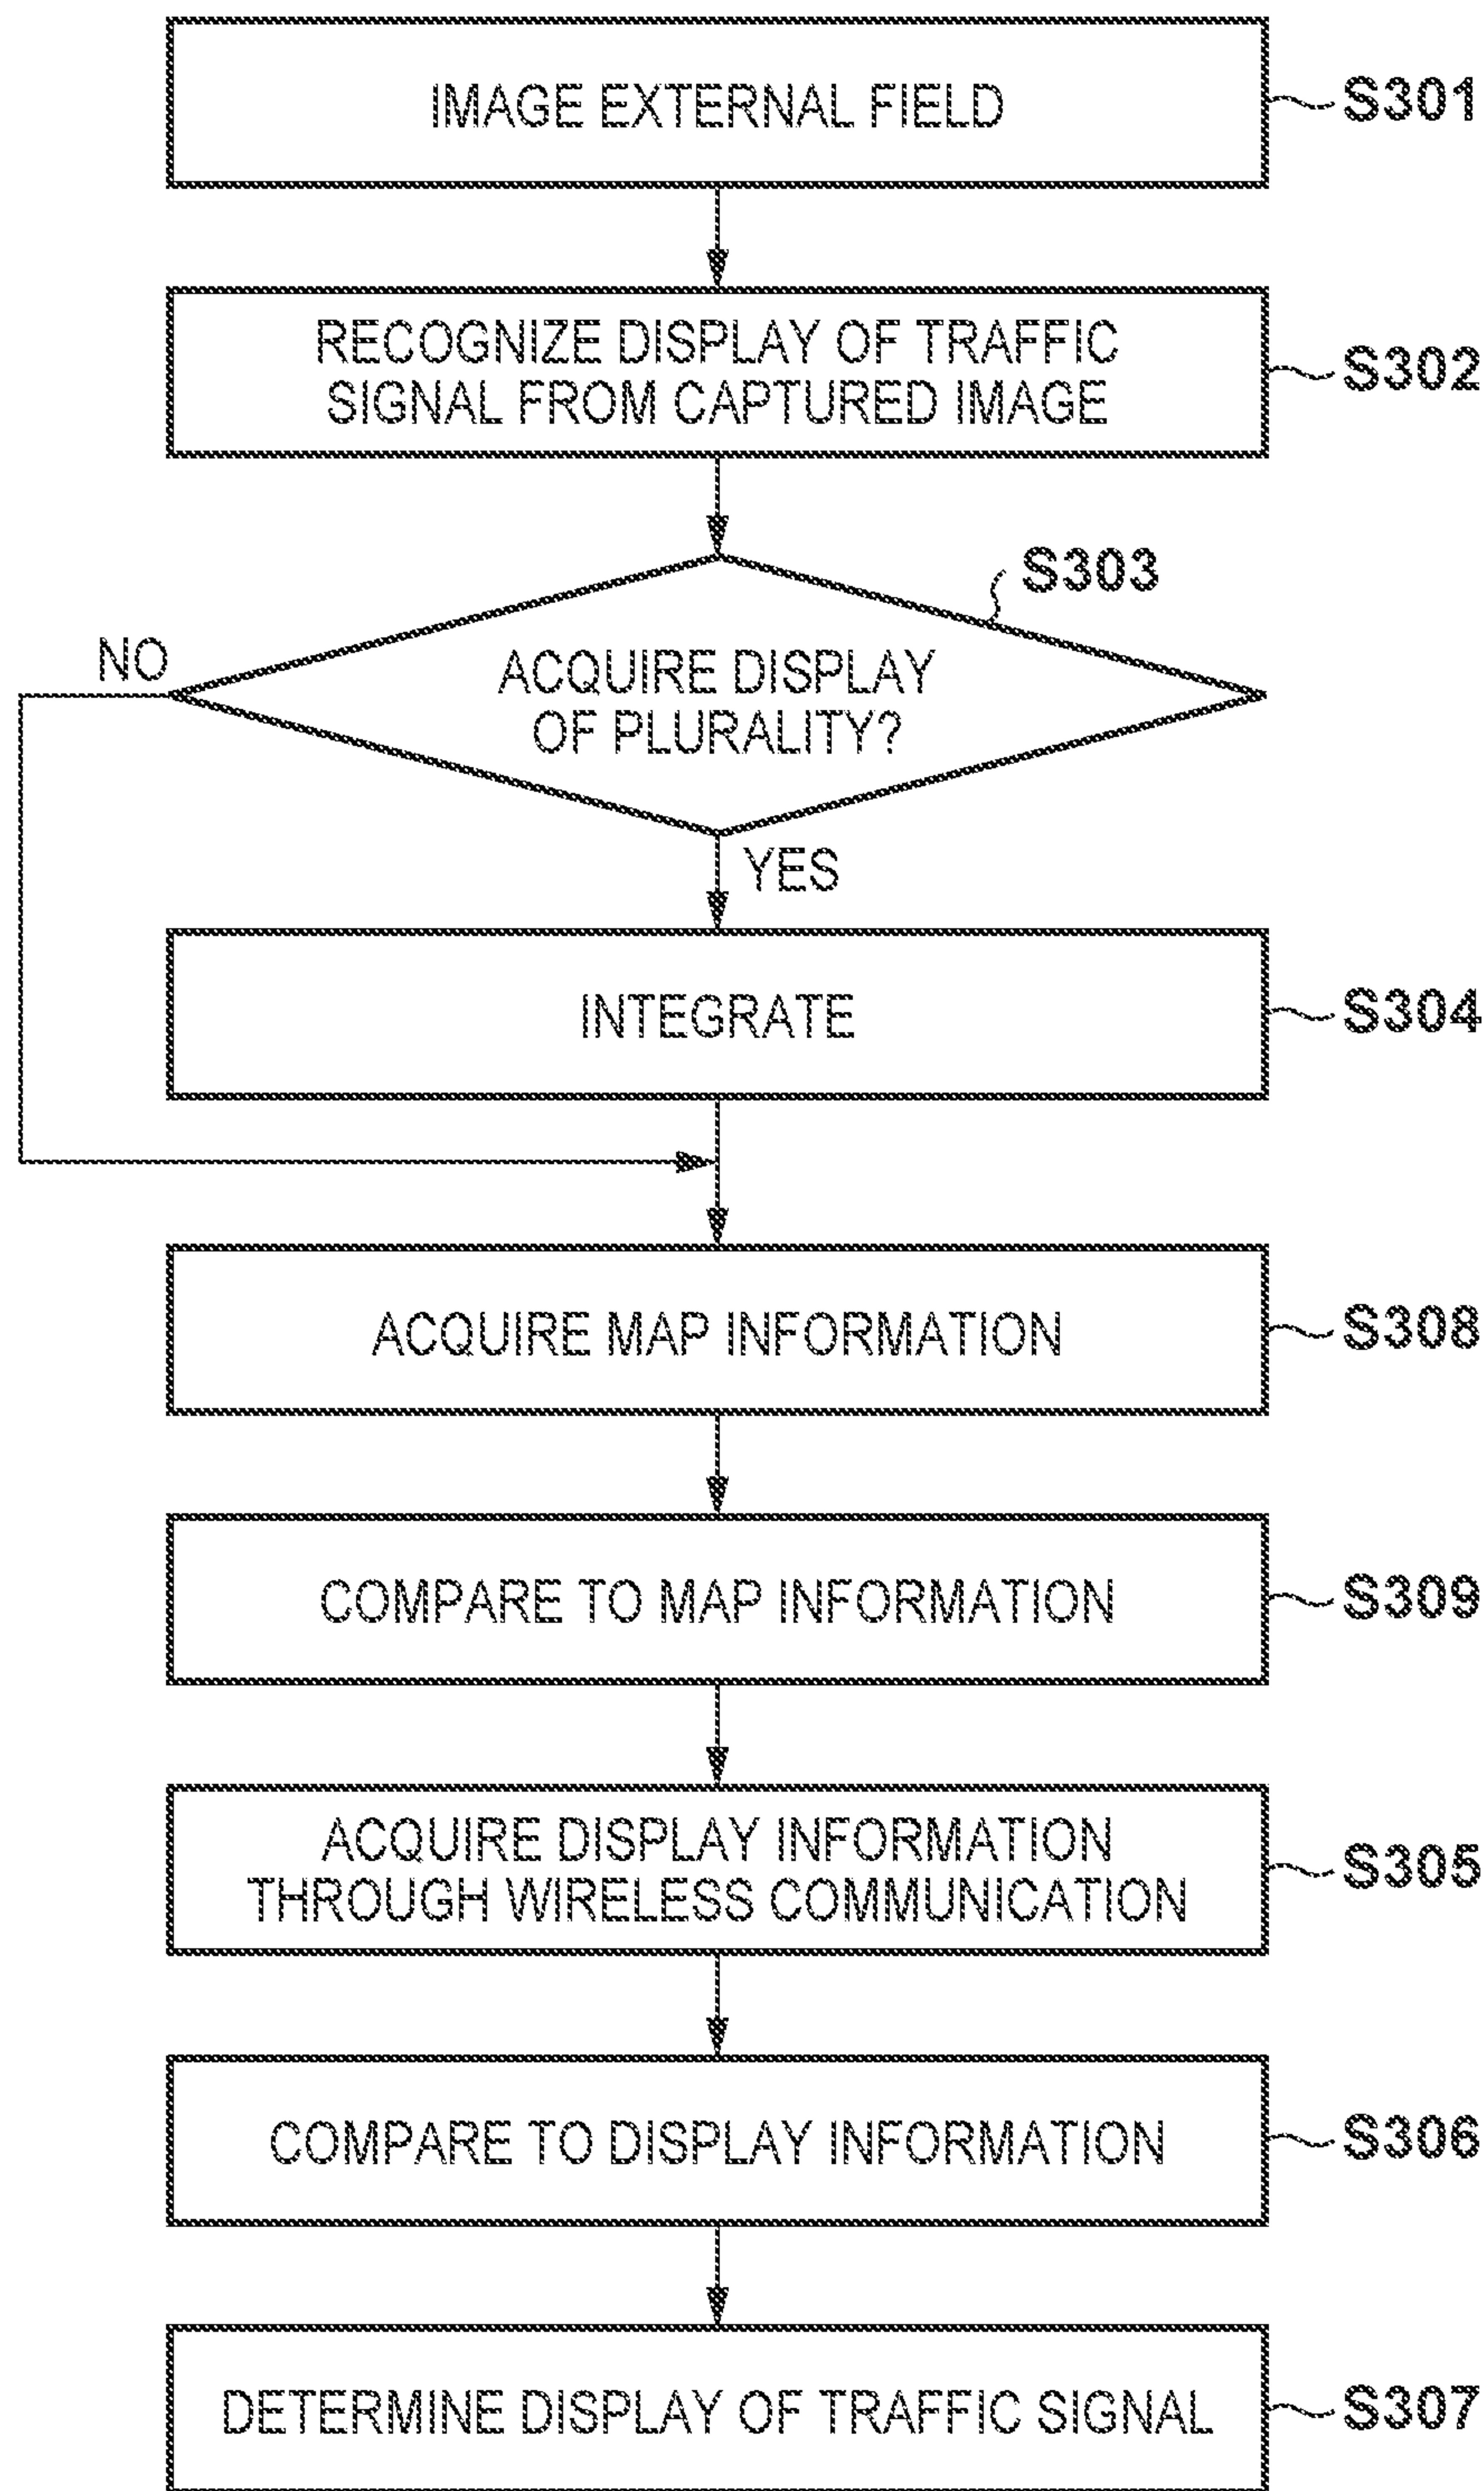 IMAGE EXTERNAL FIELD
S301
RECOGNIZE DISPLAY OF TRAFFIC
SIGNAL FROM CAPTURED IMAGE
S302
S303
NO
ACQUIRE DISPLAY
OF PLURALITY?
YES
INTEGRATE
S304
ACQUIRE MAP INFORMATION
S308
COMPARE TO MAP INFORMATION
S309
ACQUIRE DISPLAY INFORMATION
THROUGH WIRELESS COMMUNICATION
S305
COMPARE TO DISPLAY INFORMATION
S306
DETERMINE DISPLAY OF TRAFFIC SIGNAL
S307